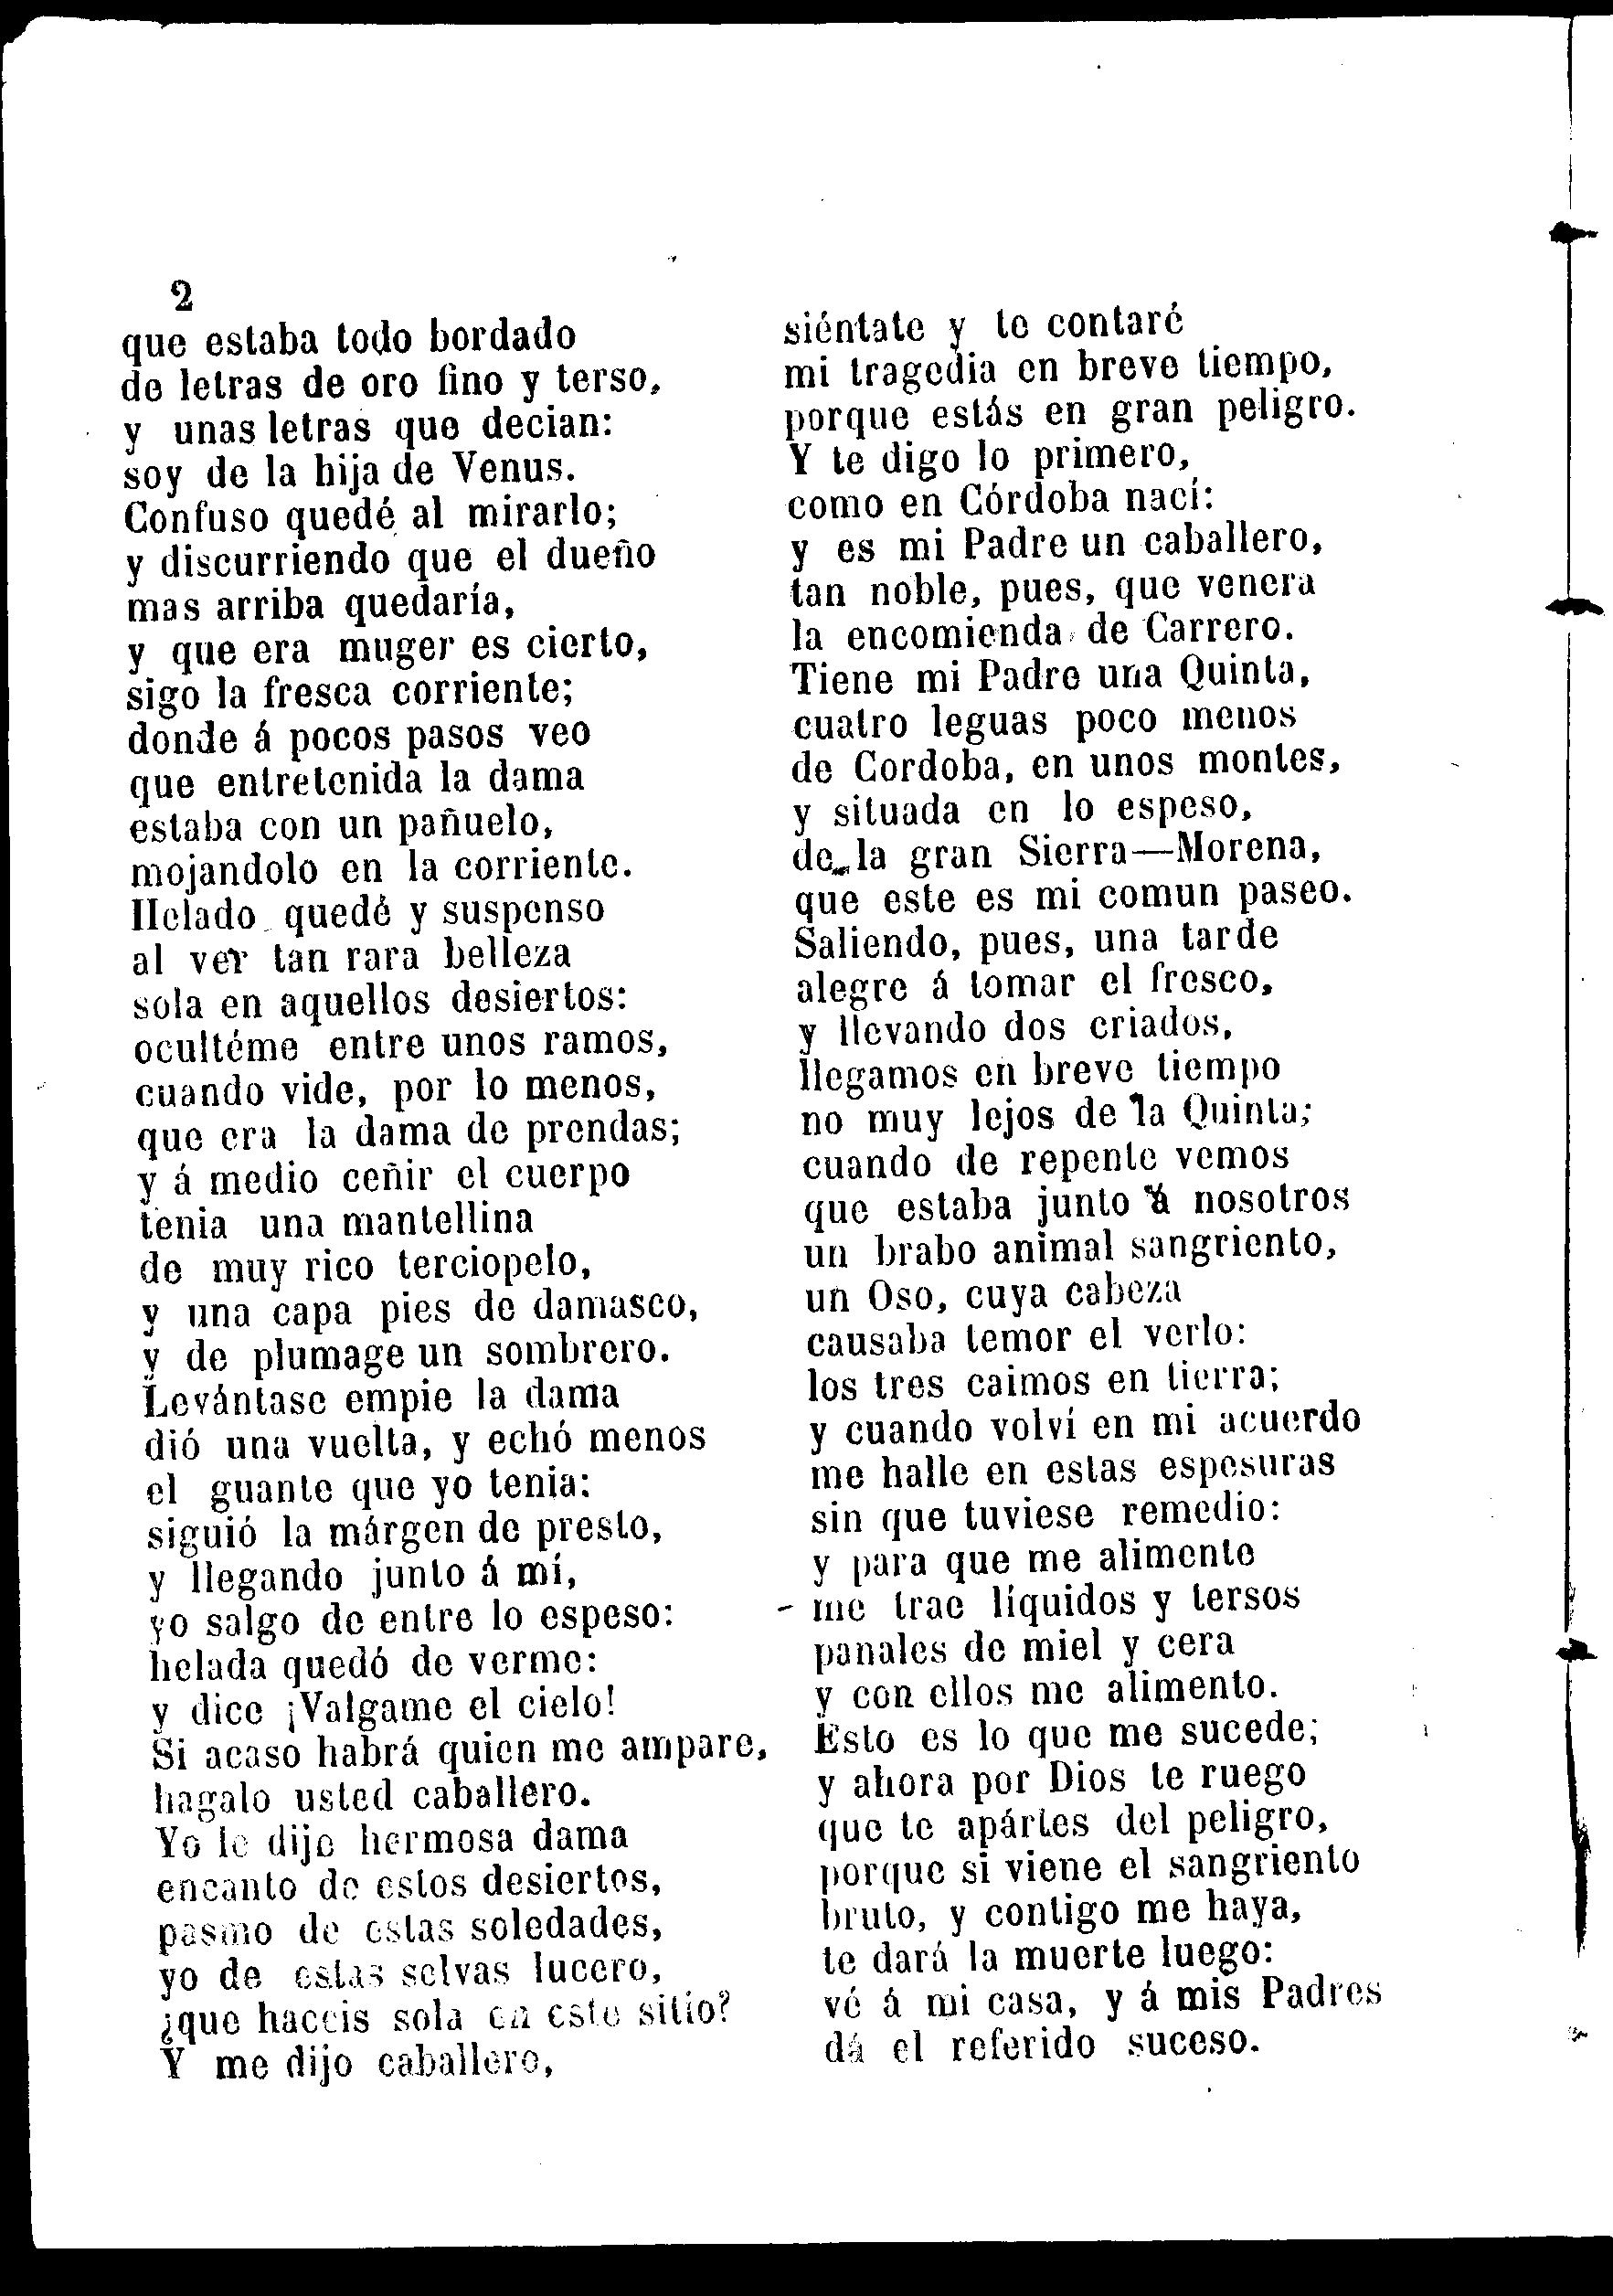 2
que estaba todo bordado
de letras de oro fino y terso,
y unas letras que decian:
soy de la hija de Venus.
Confuso quedé al mirarlo;
y discurriendo que el dueño
mas arriba quedaría,
y que era muger es cierto,
sigo la fresca corriente;
donde á pocos pasos veo
que entretenida la dama
estaba con un pañuelo,
mojandolo en la corriente.
Helado quedé y suspenso
al ver tan rara belleza
sola en aquellos desiertos:
ocultéme entre unos ramos,
cuando vide, por lo menos,
que era la dama de prendas;
y á medio ceñir el cuerpo
tenia una mantellina
de muy rico terciopelo,
y una capa pies de damasco,
y de plumage un sombrero.
Levántase empie la dama
dió una vuelta, y echó menos
el guante que yo tenia:
siguió la márgen de presto,
y llegando junto á mí,
yo salgo de entre lo espeso:
helada quedó de verme:
y dice ¡Valgame el cielo!
Si acaso habrá quien me ampare,
hagalo usted caballero.
Yo le dije hermosa dama
encanto de estos desiertos,
pasmo de estas soledades,
yo de estas selvas lucero,
¿que haceis sola en este sitio?
Y me dijo caballero,
siéntate y te contaré
mi tragedia en breve tiempo,
porque estás en gran peligro.
Y te digo lo primero,
como en Córdoba nací:
y es mi Padre un caballero,
tan noble, pues, que venera
la encomienda de Carrero.
Tiene mi Padre una Quinta,
cuatro leguas poco menos
de Cordoba, en unos montes,
y situada en lo espeso,
de la gran Sierra—Morena,
que este es mi comun paseo.
Saliendo, pues, una tarde
alegre á tomar el fresco,
y llevando dos criados,
llegamos en breve tiempo
no muy lejos de la Quinta;
cuando de repente vemos
que estaba junto á nosotros
un brabo animal sangriento,
un Oso, cuya cabeza
causaba temor el verlo:
los tres caimos en tierra;
y cuando volví en mi acuerdo
me halle en estas espesuras
sin que tuviese remedio:
y para que me alimente
me trae líquidos y tersos
panales de miel y cera
y con ellos me alimento.
Esto es lo que me sucede;
y ahora por Dios te ruego
que te apártes del peligro,
porque si viene el sangriento
bruto, y contigo me haya,
te dará la muerte luego:
vé á mi casa, y á mis Padres
dá el referido suceso.